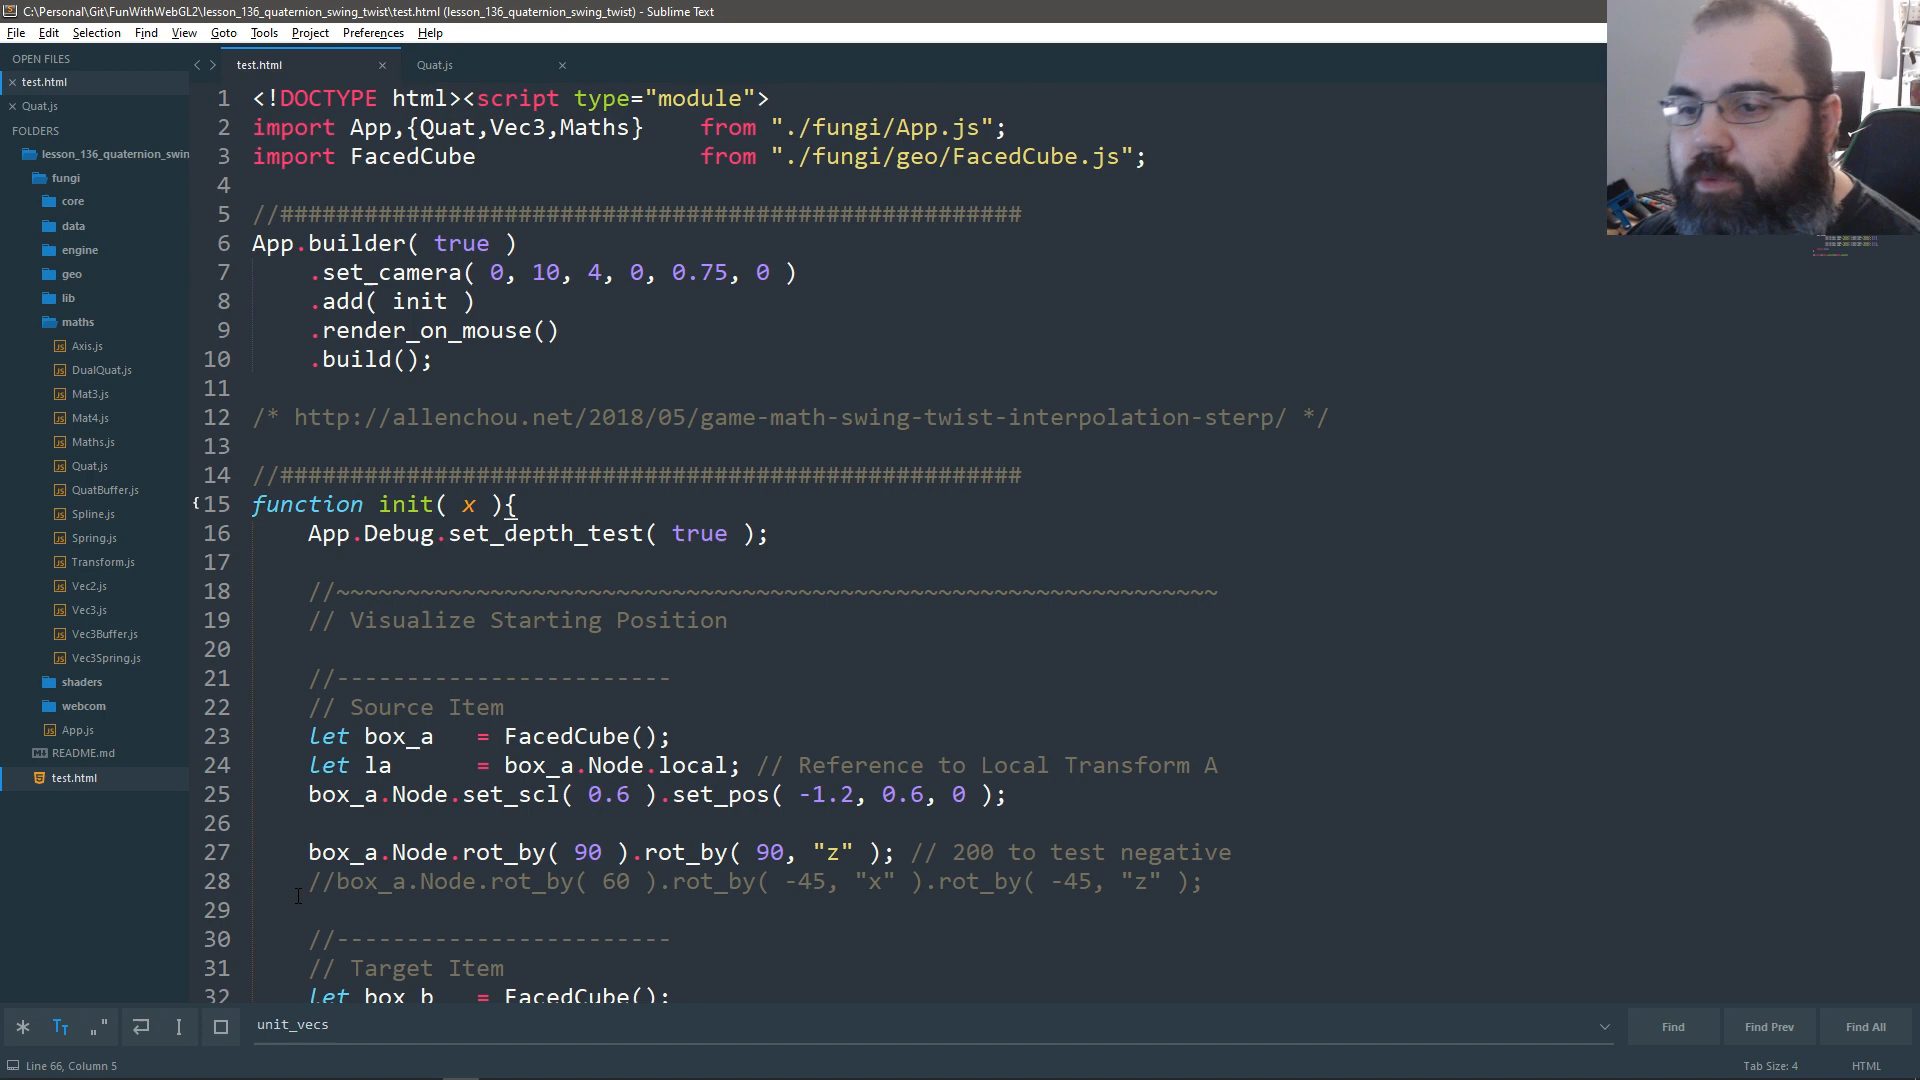 C:\Personal\Git\FunWithWebGL2\lesson_136_quaternion_swing_twist\test.html (lesson_136_quaternion_swing_twist) - Sublime Text
File Edit Selection Find View Goto Tools Project Preferences Help
OPEN FILES
test.html
Quat.js
FOLDERS
lesson_136_quaternion_swin
fungi
core
data
engine
geo
lib
maths
Axis.js
DualQuat.js
Mat3.js
Mat4.js
Maths.js
Quat.js
QuatBuffer.js
Spline.js
Spring.js
Transform.js
Vec2.js
Vec3.js
Vec3Buffer.js
Vec3Spring.js
shaders
webcom
App.js
README.md
test.html
test.html Quat.js
1 <!DOCTYPE html><script type="module">
2 import App,{Quat,Vec3,Maths} from "./fungi/App.js";
3 import FacedCube from "./fungi/geo/FacedCube.js";
4
5 //#####################################################
6 App.builder( true )
7 .set_camera( 0, 10, 4, 0, 0.75, 0 )
8 .add( init )
9 .render_on_mouse()
10 .build();
11
12 /* http://allenchou.net/2018/05/game-math-swing-twist-interpolation-sterp/ */
13
14 //#####################################################
15 function init( x ){
16 App.Debug.set_depth_test( true );
17
18 //~~~~~~~~~~~~~~~~~~~~~~~~~~~~~~~~~~~~~~~~~~~~~~~~~~~~~~~~~~~~~~~
19 // Visualize Starting Position
20
21 //------------------------
22 // Source Item
23 let box_a = FacedCube();
24 let la = box_a.Node.local; // Reference to Local Transform A
25 box_a.Node.set_scl( 0.6 ).set_pos( -1.2, 0.6, 0 );
26
27 box_a.Node.rot_by( 90 ).rot_by( 90, "z" ); // 200 to test negative
28 //box_a.Node.rot_by( 60 ).rot_by( -45, "x" ).rot_by( -45, "z" );
29
30 //------------------------
31 // Target Item
32 let box_b = FacedCube();
unit_vecs
Find Find Prev Find All
Line 66, Column 5
Tab Size: 4 HTML